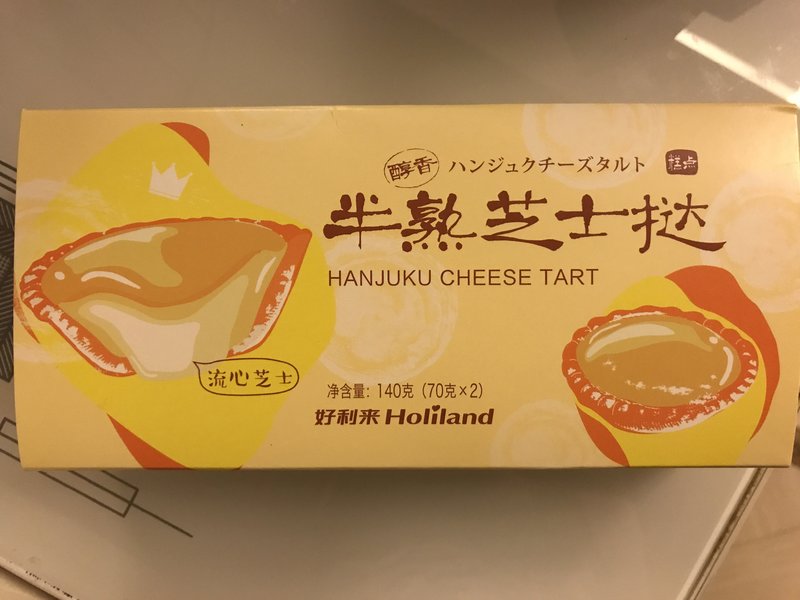 醇香 ハンジュクチーズタルト 糕点
半熟芝士挞
HANJUKU CHEESE TART
流心芝士
净含量: 140克 (70克×2)
好利来 Holiland